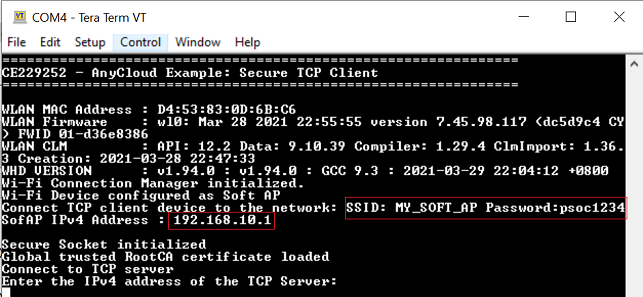 COM4 - Tera Term VT
File Edit Setup Control Window Help
===============================================================
CE229252 - AnyCloud Example: Secure TCP Client
===============================================================
WLAN MAC Address : D4:53:83:0D:6B:C6
WLAN Firmware : wl0: Mar 28 2021 22:55:55 version 7.45.98.117 (dc5d9c4 CY
) FWID 01-d36e8386
WLAN CLM : API: 12.2 Data: 9.10.39 Compiler: 1.29.4 ClmImport: 1.36.
3 Creation: 2021-03-28 22:47:33
WHD VERSION : v1.94.0 : v1.94.0 : GCC 9.3 : 2021-03-29 22:04:12 +0800
Wi-Fi Connection Manager initialized.
Wi-Fi Device configured as Soft AP
Connect TCP client device to the network: SSID: MY_SOFT_AP Password:psoc1234
SofAP IPv4 Address : 192.168.10.1
Secure Socket initialized
Global trusted RootCA certificate loaded
Connect to TCP server
Enter the IPv4 address of the TCP Server: